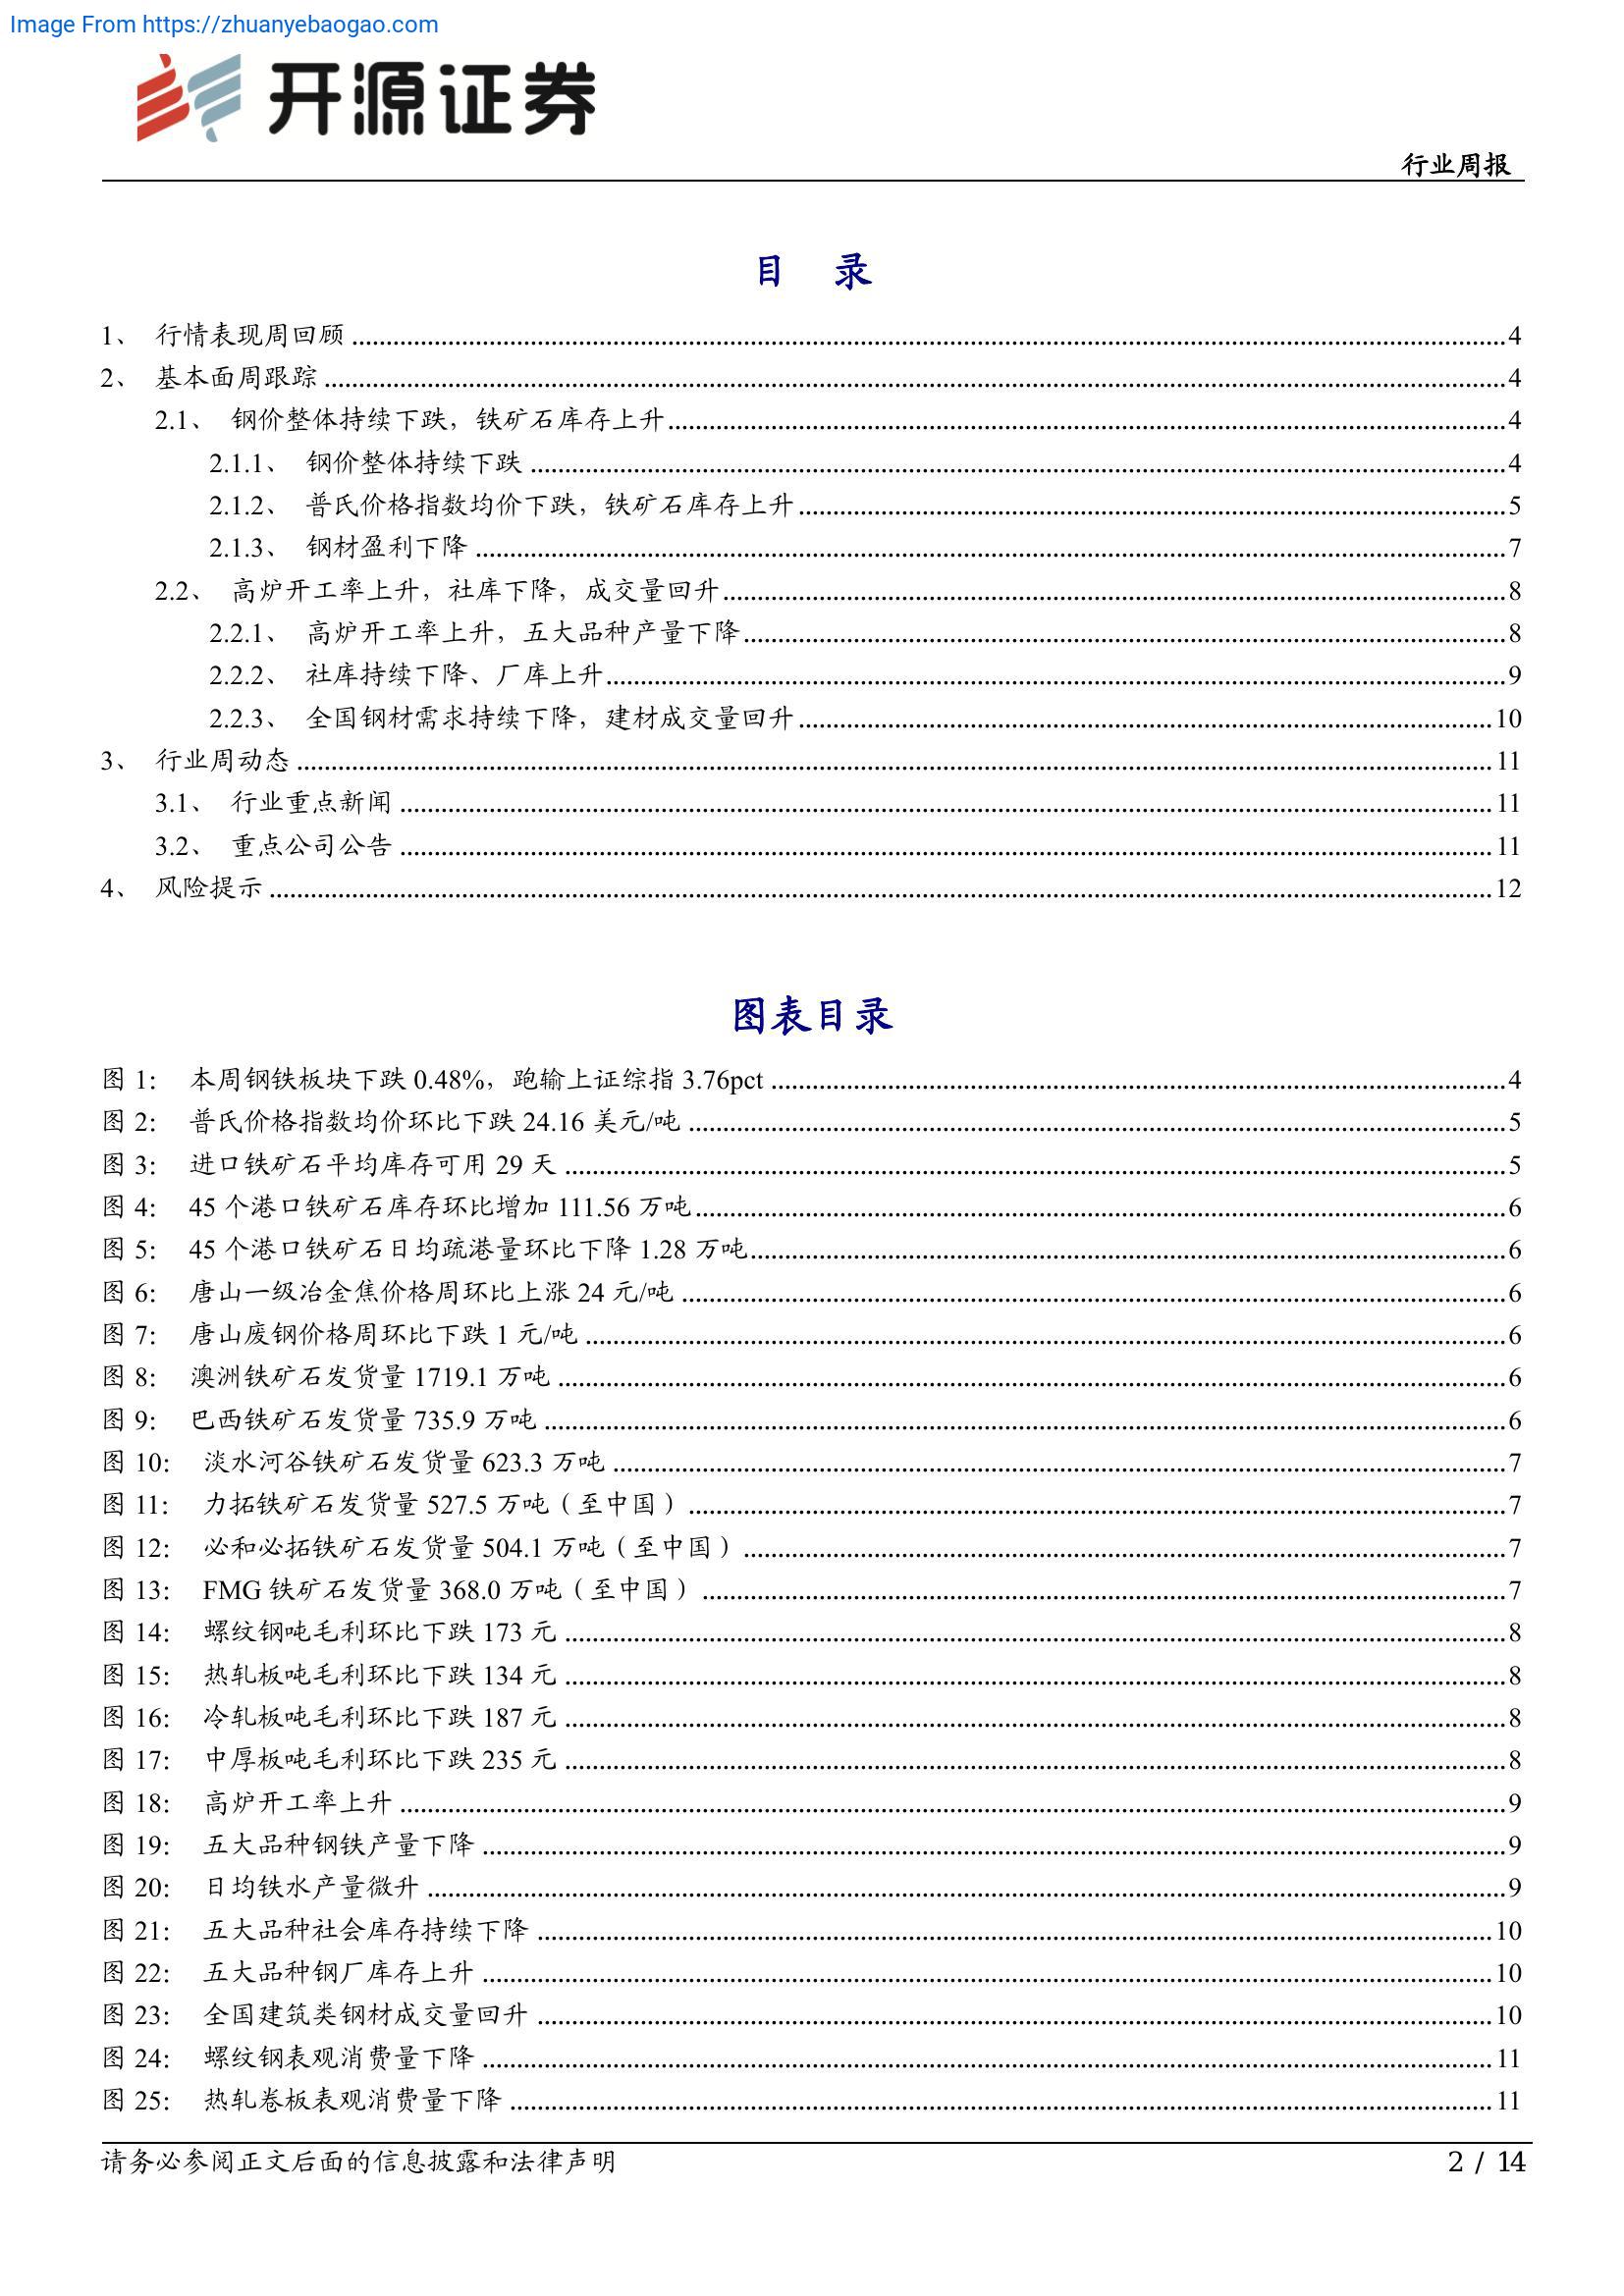 Image From https://zhuanyebaogao.com
开源证券
行业周报
目 录
1、 行情表现周回顾 ........ 4
2、 基本面周跟踪 ........ 4
2.1、 钢价整体持续下跌，铁矿石库存上升 ........ 4
2.1.1、 钢价整体持续下跌 ........ 4
2.1.2、 普氏价格指数均价下跌，铁矿石库存上升 ........ 5
2.1.3、 钢材盈利下降 ........ 7
2.2、 高炉开工率上升，社库下降，成交量回升 ........ 8
2.2.1、 高炉开工率上升，五大品种产量下降 ........ 8
2.2.2、 社库持续下降、厂库上升 ........ 9
2.2.3、 全国钢材需求持续下降，建材成交量回升 ........ 10
3、 行业周动态 ........ 11
3.1、 行业重点新闻 ........ 11
3.2、 重点公司公告 ........ 11
4、 风险提示 ........ 12
图表目录
图 1： 本周钢铁板块下跌 0.48%，跑输上证综指 3.76pct ........ 4
图 2： 普氏价格指数均价环比下跌 24.16 美元/吨 ........ 5
图 3： 进口铁矿石平均库存可用 29 天 ........ 5
图 4： 45 个港口铁矿石库存环比增加 111.56 万吨 ........ 6
图 5： 45 个港口铁矿石日均疏港量环比下降 1.28 万吨 ........ 6
图 6： 唐山一级冶金焦价格周环比上涨 24 元/吨 ........ 6
图 7： 唐山废钢价格周环比下跌 1 元/吨 ........ 6
图 8： 澳洲铁矿石发货量 1719.1 万吨 ........ 6
图 9： 巴西铁矿石发货量 735.9 万吨 ........ 6
图 10： 淡水河谷铁矿石发货量 623.3 万吨 ........ 7
图 11： 力拓铁矿石发货量 527.5 万吨（至中国） ........ 7
图 12： 必和必拓铁矿石发货量 504.1 万吨（至中国） ........ 7
图 13： FMG 铁矿石发货量 368.0 万吨（至中国） ........ 7
图 14： 螺纹钢吨毛利环比下跌 173 元 ........ 8
图 15： 热轧板吨毛利环比下跌 134 元 ........ 8
图 16： 冷轧板吨毛利环比下跌 187 元 ........ 8
图 17： 中厚板吨毛利环比下跌 235 元 ........ 8
图 18： 高炉开工率上升 ........ 9
图 19： 五大品种钢铁产量下降 ........ 9
图 20： 日均铁水产量微升 ........ 9
图 21： 五大品种社会库存持续下降 ........ 10
图 22： 五大品种钢厂库存上升 ........ 10
图 23： 全国建筑类钢材成交量回升 ........ 10
图 24： 螺纹钢表观消费量下降 ........ 11
图 25： 热轧卷板表观消费量下降 ........ 11
请务必参阅正文后面的信息披露和法律声明 2 / 14